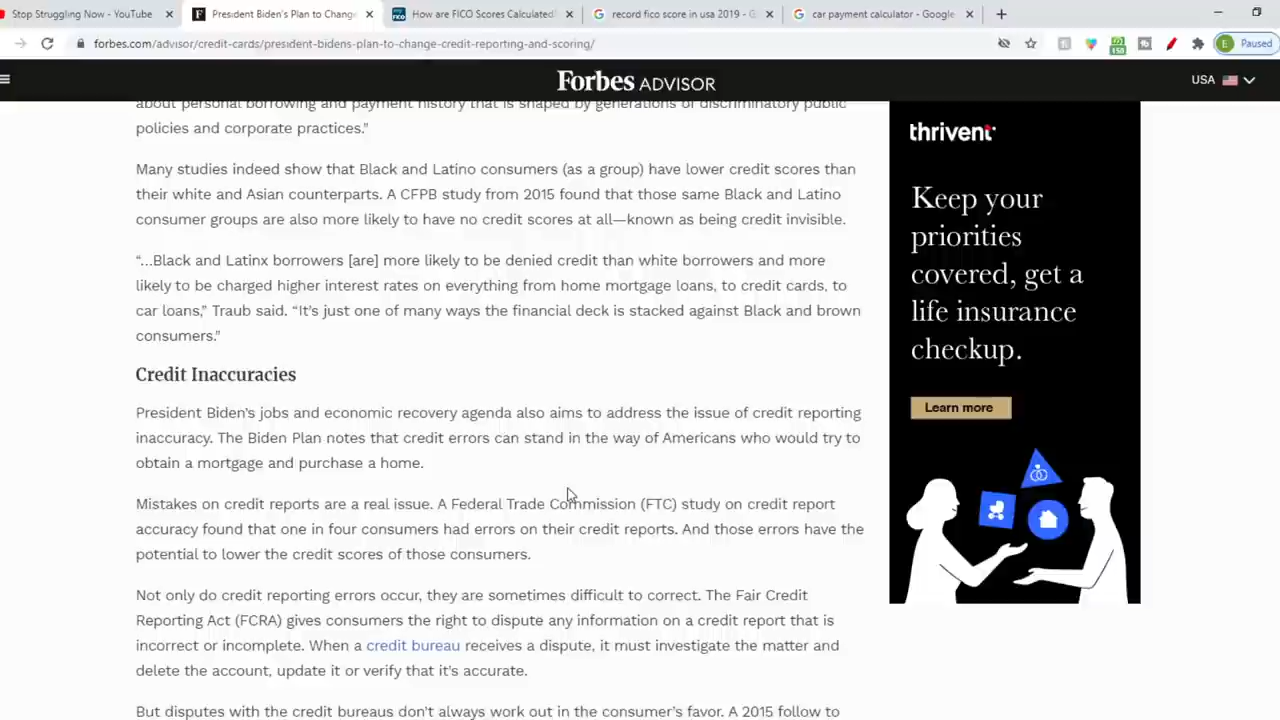 Stop Struggling Now - YouTube
President Biden's Plan to Change
How are FICO Scores Calculated?
record fico score in usa 2019 - G
car payment calculator - Google
forbes.com/advisor/credit-cards/president-bidens-plan-to-change-credit-reporting-and-scoring/
E Paused
Forbes ADVISOR
USA
about personal borrowing and payment history that is shaped by generations of discriminatory public
policies and corporate practices."
Many studies indeed show that Black and Latino consumers (as a group) have lower credit scores than
their white and Asian counterparts. A CFPB study from 2015 found that those same Black and Latino
consumer groups are also more likely to have no credit scores at all—known as being credit invisible.
“…Black and Latinx borrowers [are] more likely to be denied credit than white borrowers and more
likely to be charged higher interest rates on everything from home mortgage loans, to credit cards, to
car loans,” Traub said. “It’s just one of many ways the financial deck is stacked against Black and brown
consumers.”
Credit Inaccuracies
President Biden’s jobs and economic recovery agenda also aims to address the issue of credit reporting
inaccuracy. The Biden Plan notes that credit errors can stand in the way of Americans who would try to
obtain a mortgage and purchase a home.
Mistakes on credit reports are a real issue. A Federal Trade Commission (FTC) study on credit report
accuracy found that one in four consumers had errors on their credit reports. And those errors have the
potential to lower the credit scores of those consumers.
Not only do credit reporting errors occur, they are sometimes difficult to correct. The Fair Credit
Reporting Act (FCRA) gives consumers the right to dispute any information on a credit report that is
incorrect or incomplete. When a credit bureau receives a dispute, it must investigate the matter and
delete the account, update it or verify that it’s accurate.
But disputes with the credit bureaus don’t always work out in the consumer’s favor. A 2015 follow to
thrivent
Keep your
priorities
covered, get a
life insurance
checkup.
Learn more